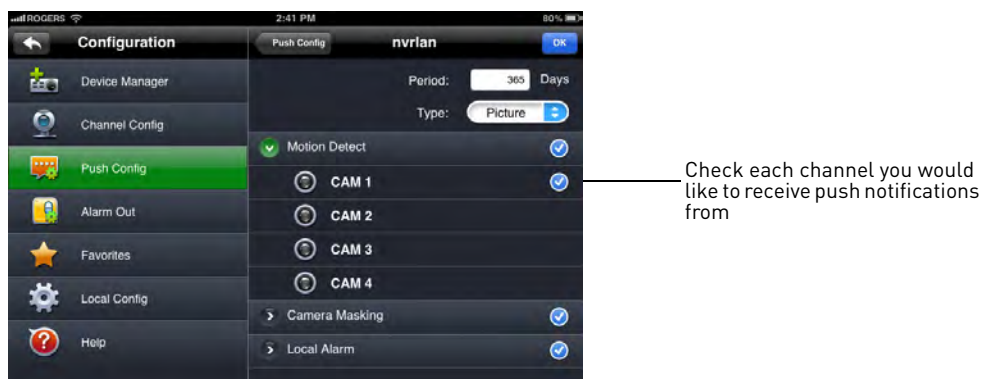 ROGERS 2:41 PM 80%
Configuration
Push Config nvrlan OK
Device Manager
Channel Config
Push Config
Alarm Out
Favorites
Local Config
Help
Period: 365 Days
Type: Picture
Motion Detect
CAM 1
CAM 2
CAM 3
CAM 4
Camera Masking
Local Alarm
Check each channel you would
like to receive push notifications
from